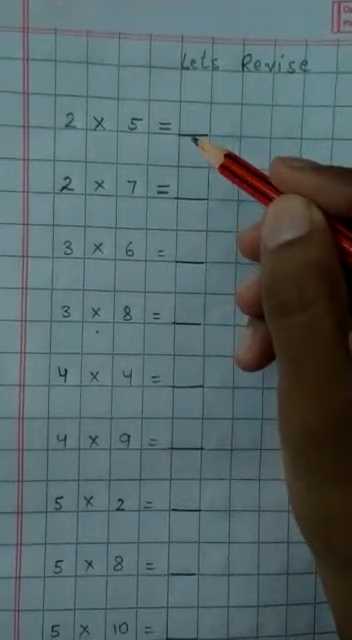 Lets Revise
2 × 5 = __
2 × 7 = __
3 × 6 = __
3 × 8 = __
4 × 4 = __
4 × 9 = __
5 × 2 = __
5 × 8 = __
5 × 10 = __